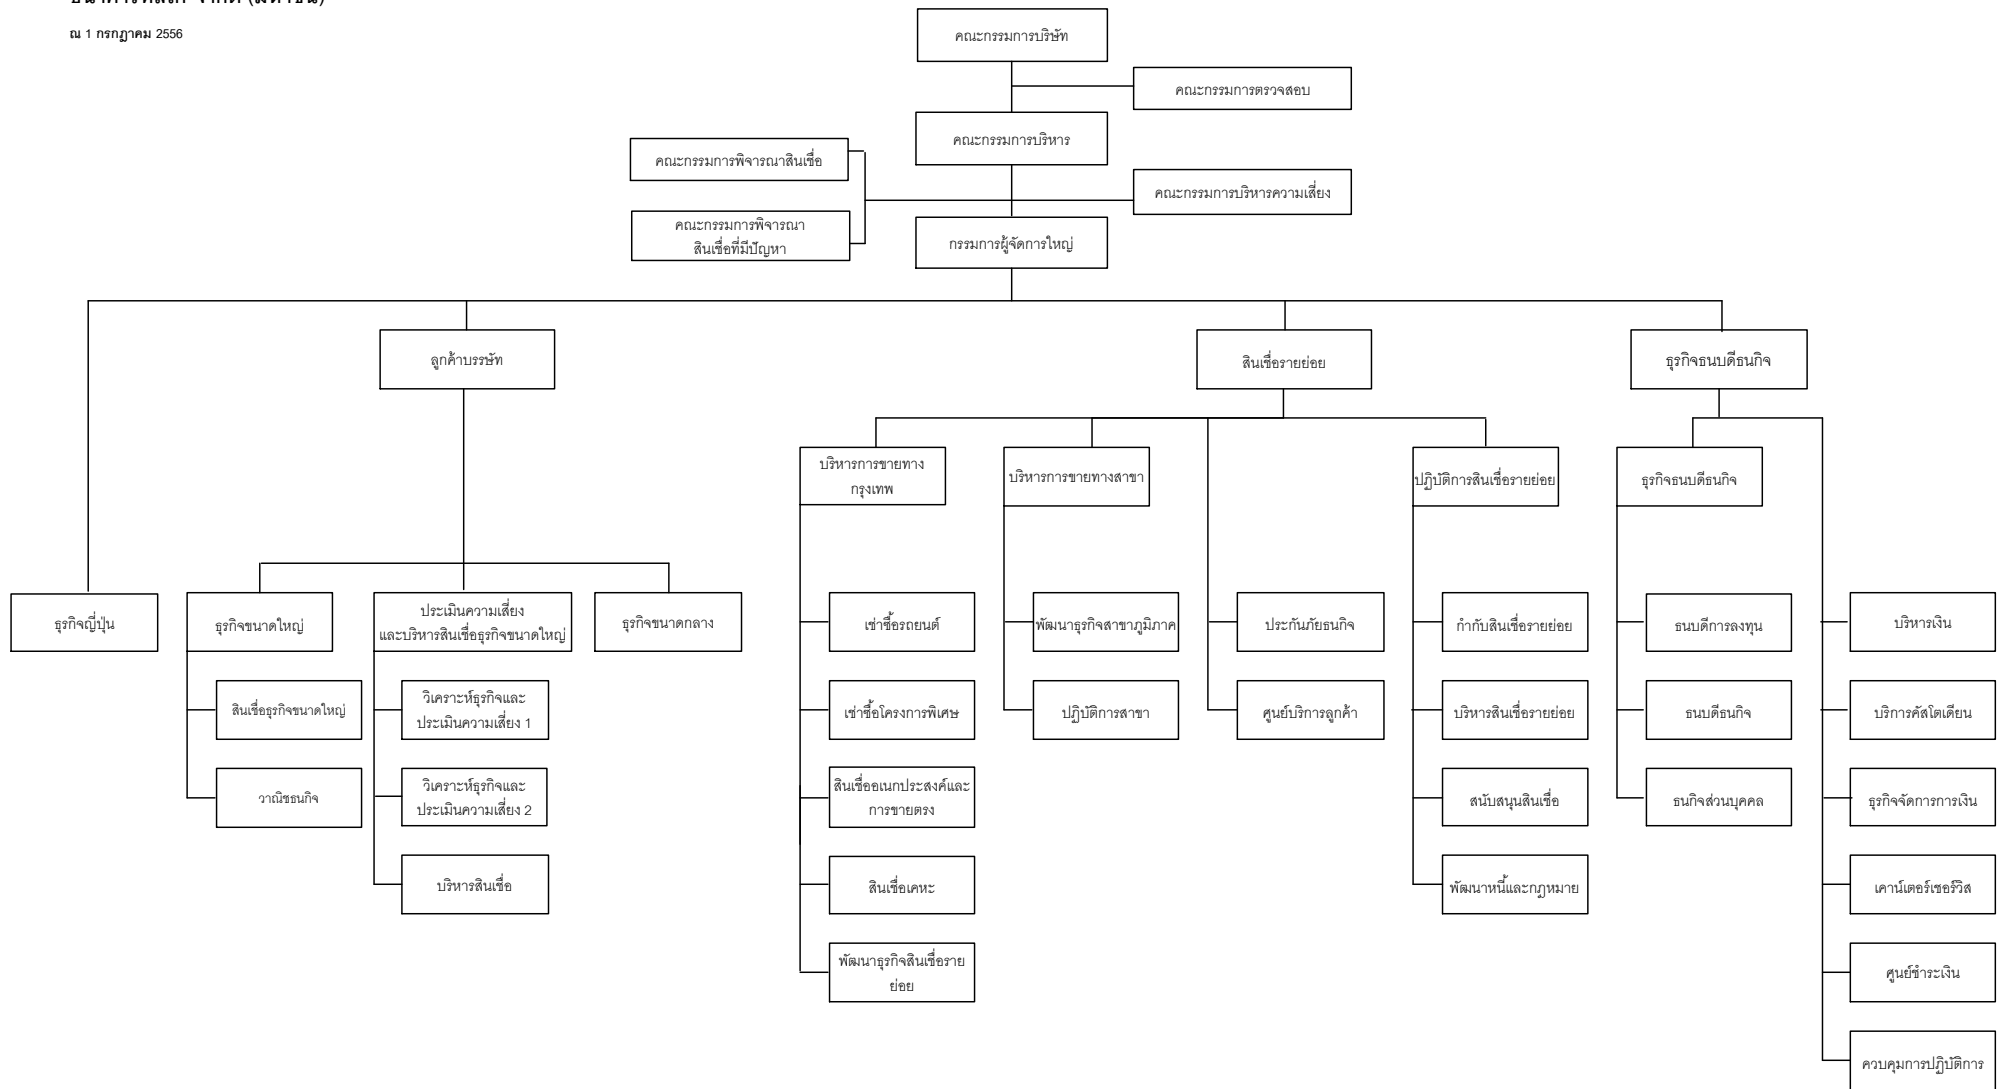 ณ 1 กรกฎาคม 2556
คณะกรรมการบริษัท
คณะกรรมการตรวจสอบ
คณะกรรมการบริหาร
คณะกรรมการพิจารณาสินเชื่อ
คณะกรรมการบริหารความเสี่ยง
คณะกรรมการพิจารณา
สินเชื่อที่มีปัญหา
กรรมการผู้จัดการใหญ่
ลูกค้าบรรษัท
สินเชื่อรายย่อย
ธุรกิจธนบดีธนกิจ
บริหารการขายทาง
กรุงเทพ
บริหารการขายทางสาขา
ปฏิบัติการสินเชื่อรายย่อย
ธุรกิจธนบดีธนกิจ
ธุรกิจญี่ปุ่น
ธุรกิจขนาดใหญ่
ประเมินความเสี่ยง
และบริหารสินเชื่อธุรกิจขนาดใหญ่
ธุรกิจขนาดกลาง
เช่าซื้อรถยนต์
พัฒนาธุรกิจสาขาภูมิภาค
ประกันภัยธนกิจ
กำกับสินเชื่อรายย่อย
ธนบดีการลงทุน
บริหารเงิน
สินเชื่อธุรกิจขนาดใหญ่
วิเคราะห์ธุรกิจและ
ประเมินความเสี่ยง 1
เช่าซื้อโครงการพิเศษ
ปฏิบัติการสาขา
ศูนย์บริการลูกค้า
บริหารสินเชื่อรายย่อย
ธนบดีธนกิจ
บริการคัสโตเดียน
วาณิชธนกิจ
วิเคราะห์ธุรกิจและ
ประเมินความเสี่ยง 2
สินเชื่ออเนกประสงค์และ
การขายตรง
สนับสนุนสินเชื่อ
ธนกิจส่วนบุคคล
ธุรกิจจัดการการเงิน
บริหารสินเชื่อ
สินเชื่อเคหะ
พัฒนาหนี้และกฎหมาย
เคาน์เตอร์เซอร์วิส
พัฒนาธุรกิจสินเชื่อราย
ย่อย
ศูนย์ชำระเงิน
ควบคุมการปฏิบัติการ